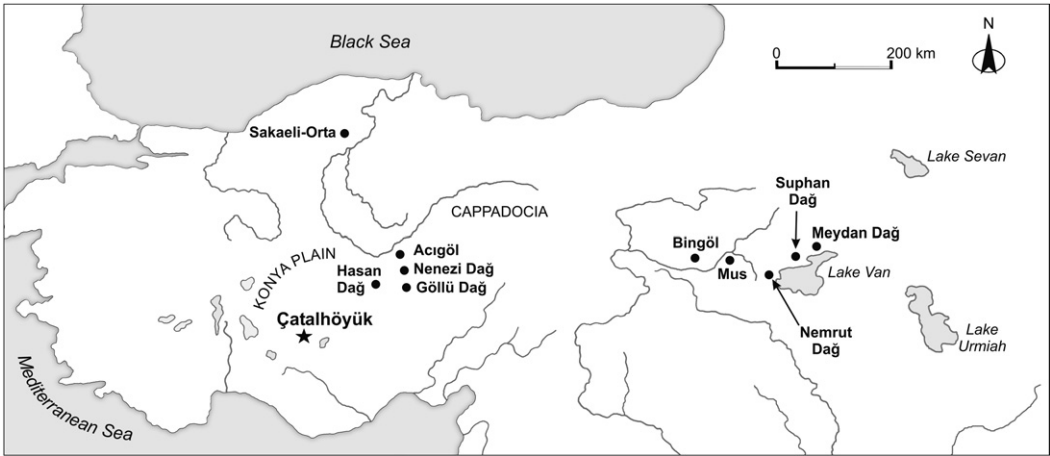 Black Sea
0
200 km
N
Sakaeli-Orta
Lake Sevan
Suphan
Dağ
CAPPADOCIA
Meydan Dağ
Bingöl
Mus
Lake Van
Acıgöl
Nenezi Dağ
Göllü Dağ
Hasan
Dağ
KONYA PLAIN
Çatalhöyük
Nemrut
Dağ
Lake
Urmiah
Mediterranean Sea